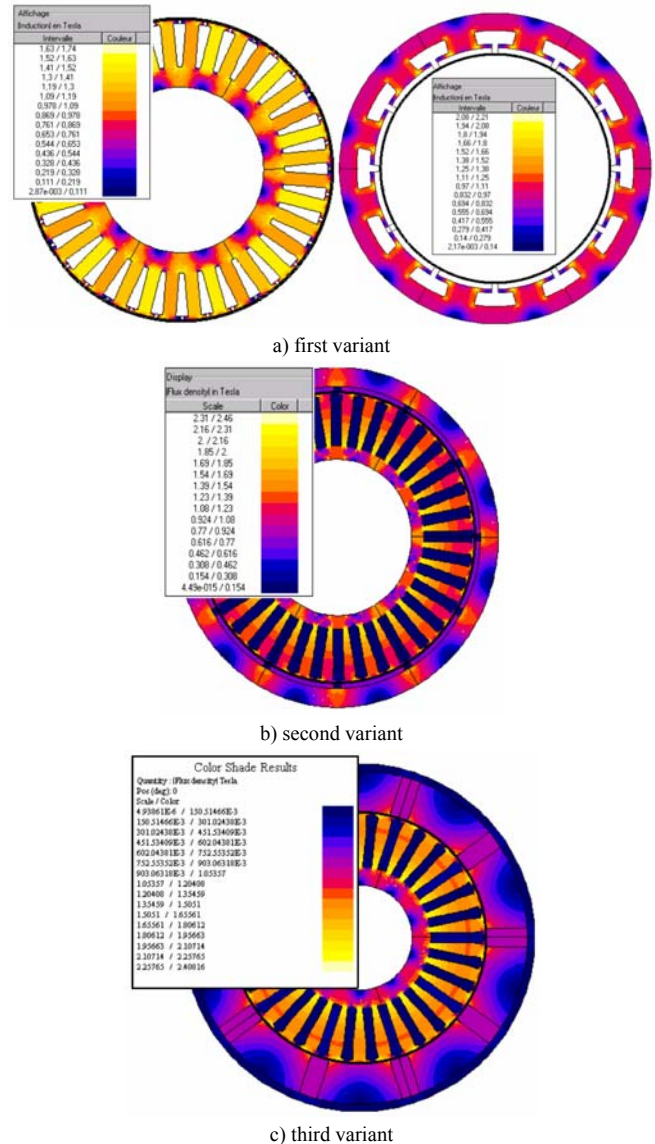 Affichage
|Induction| en Tesla
Intervalle Couleur
1,63 / 1,74
1,52 / 1,63
1,41 / 1,52
1,3 / 1,41
1,19 / 1,3
1,09 / 1,19
0,978 / 1,09
0,869 / 0,978
0,761 / 0,869
0,653 / 0,761
0,544 / 0,653
0,436 / 0,544
0,328 / 0,436
0,219 / 0,328
0,111 / 0,219
2,87e-003 / 0,111
Affichage
|Induction| en Tesla
Intervalle Couleur
2,08 / 2,21
1,94 / 2,08
1,8 / 1,94
1,66 / 1,8
1,52 / 1,66
1,38 / 1,52
1,25 / 1,38
1,11 / 1,25
0,97 / 1,11
0,832 / 0,97
0,694 / 0,832
0,555 / 0,694
0,417 / 0,555
0,279 / 0,417
0,14 / 0,279
2,17e-003 / 0,14
a) first variant
Display
|Flux density| in Tesla
Scale Color
2.31 / 2.46
2.16 / 2.31
2. / 2.16
1.85 / 2.
1.69 / 1.85
1.54 / 1.69
1.39 / 1.54
1.23 / 1.39
1.08 / 1.23
0.924 / 1.08
0.77 / 0.924
0.616 / 0.77
0.462 / 0.616
0.308 / 0.462
0.154 / 0.308
4.49e-015 / 0.154
b) second variant
Color Shade Results
Quantity : |Flux density| Tesla
Pos (deg): 0
Scale / Color
4.93861E-6 / 150.51466E-3
150.51466E-3 / 301.02438E-3
301.02438E-3 / 451.53409E-3
451.53409E-3 / 602.04381E-3
602.04381E-3 / 752.55352E-3
752.55352E-3 / 903.06318E-3
903.06318E-3 / 1.05357
1.05357 / 1.20408
1.20408 / 1.35459
1.35459 / 1.5051
1.5051 / 1.65561
1.65561 / 1.80612
1.80612 / 1.95663
1.95663 / 2.10714
2.10714 / 2.25765
2.25765 / 2.40816
c) third variant